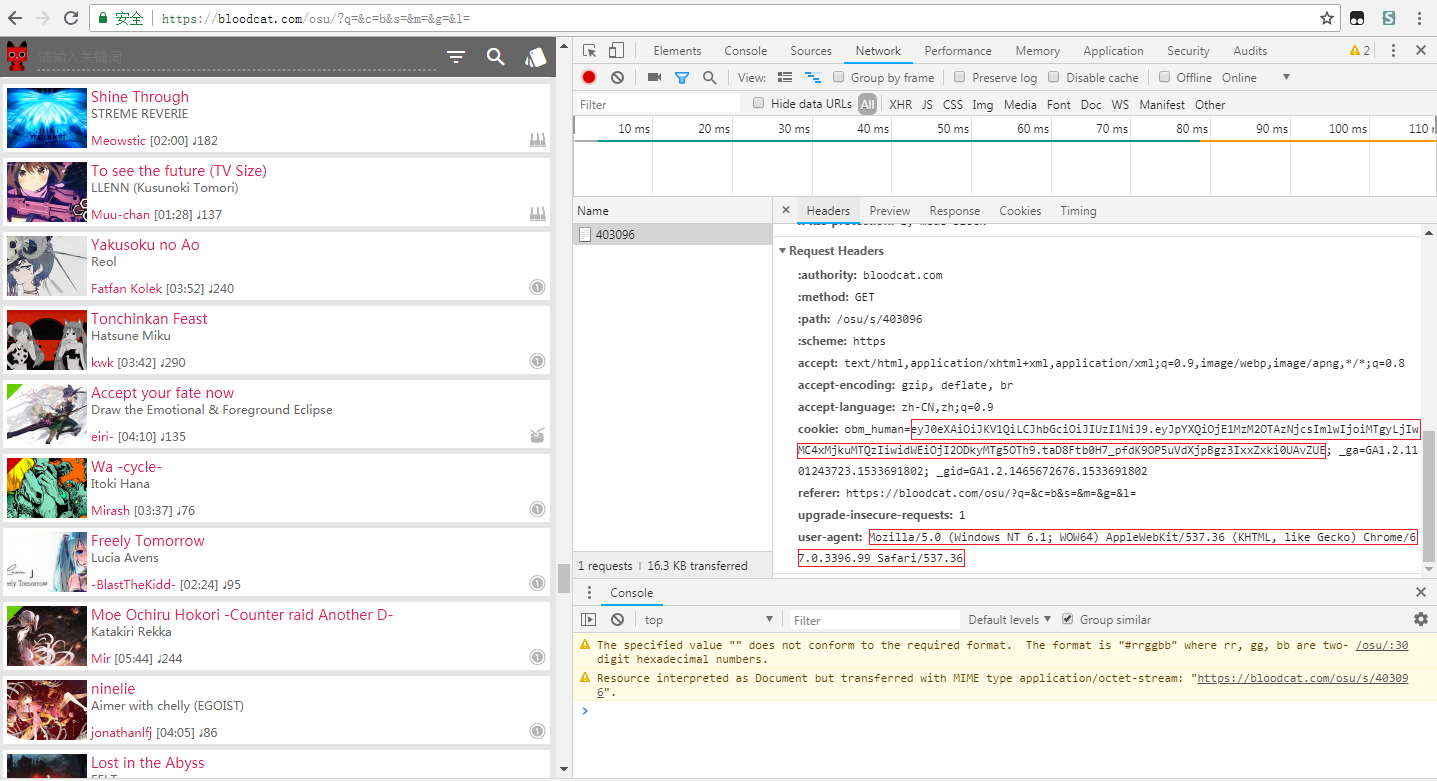 安全 https://bloodcat.com/osu/?q=&c=b&s=&m=&g=&l=
请输入关键词
Shine Through
STREME REVERIE
Meowstic [02:00] ♩182
To see the future (TV Size)
LLENN (Kusunoki Tomori)
Muu-chan [01:28] ♩137
Yakusoku no Ao
Reol
Fatfan Kolek [03:52] ♩240
Tonchinkan Feast
Hatsune Miku
kwk [03:42] ♩290
Accept your fate now
Draw the Emotional & Foreground Eclipse
eiri- [04:10] ♩135
Wa -cycle-
Itoki Hana
Mirash [03:37] ♩76
Freely Tomorrow
Lucia Avens
-BlastTheKidd- [02:24] ♩95
Moe Ochiru Hokori -Counter raid Another D-
Katakiri Rekka
Mir [05:44] ♩244
ninelie
Aimer with chelly (EGOIST)
jonathanlfj [04:05] ♩86
Lost in the Abyss
Elements Console Sources Network Performance Memory Application Security Audits 2
View: Group by frame Preserve log Disable cache Offline Online
Filter Hide data URLs All XHR JS CSS Img Media Font Doc WS Manifest Other
10 ms 20 ms 30 ms 40 ms 50 ms 60 ms 70 ms 80 ms 90 ms 100 ms 110
Name
403096
1 requests | 16.3 KB transferred
Headers Preview Response Cookies Timing
Request Headers
:authority: bloodcat.com
:method: GET
:path: /osu/s/403096
:scheme: https
accept: text/html,application/xhtml+xml,application/xml;q=0.9,image/webp,image/apng,*/*;q=0.8
accept-encoding: gzip, deflate, br
accept-language: zh-CN,zh;q=0.9
cookie: obm_human=eyJ0eXAiOiJKV1QiLCJhbGciOiJIUzI1NiJ9.eyJpYXQiOjE1MzM2OTAzNjcsImlwIjoiMTgyLjIw
MC4xMjkuMTQzIiwidWEiOjI2ODkyMTg5OTh9.taD8Ftb0H7_pfdK9OP5uVdXjpBgz3IxxZxki0UAvZUE; _ga=GA1.2.11
01243723.1533691802; _gid=GA1.2.1465672676.1533691802
referer: https://bloodcat.com/osu/?q=&c=b&s=&m=&g=&l=
upgrade-insecure-requests: 1
user-agent: Mozilla/5.0 (Windows NT 6.1; WOW64) AppleWebKit/537.36 (KHTML, like Gecko) Chrome/6
7.0.3396.99 Safari/537.36
Console
top Filter Default levels Group similar
The specified value "" does not conform to the required format. The format is "#rrggbb" where rr, gg, bb are two- /osu/:30
digit hexadecimal numbers.
Resource interpreted as Document but transferred with MIME type application/octet-stream: "https://bloodcat.com/osu/s/40309
6".